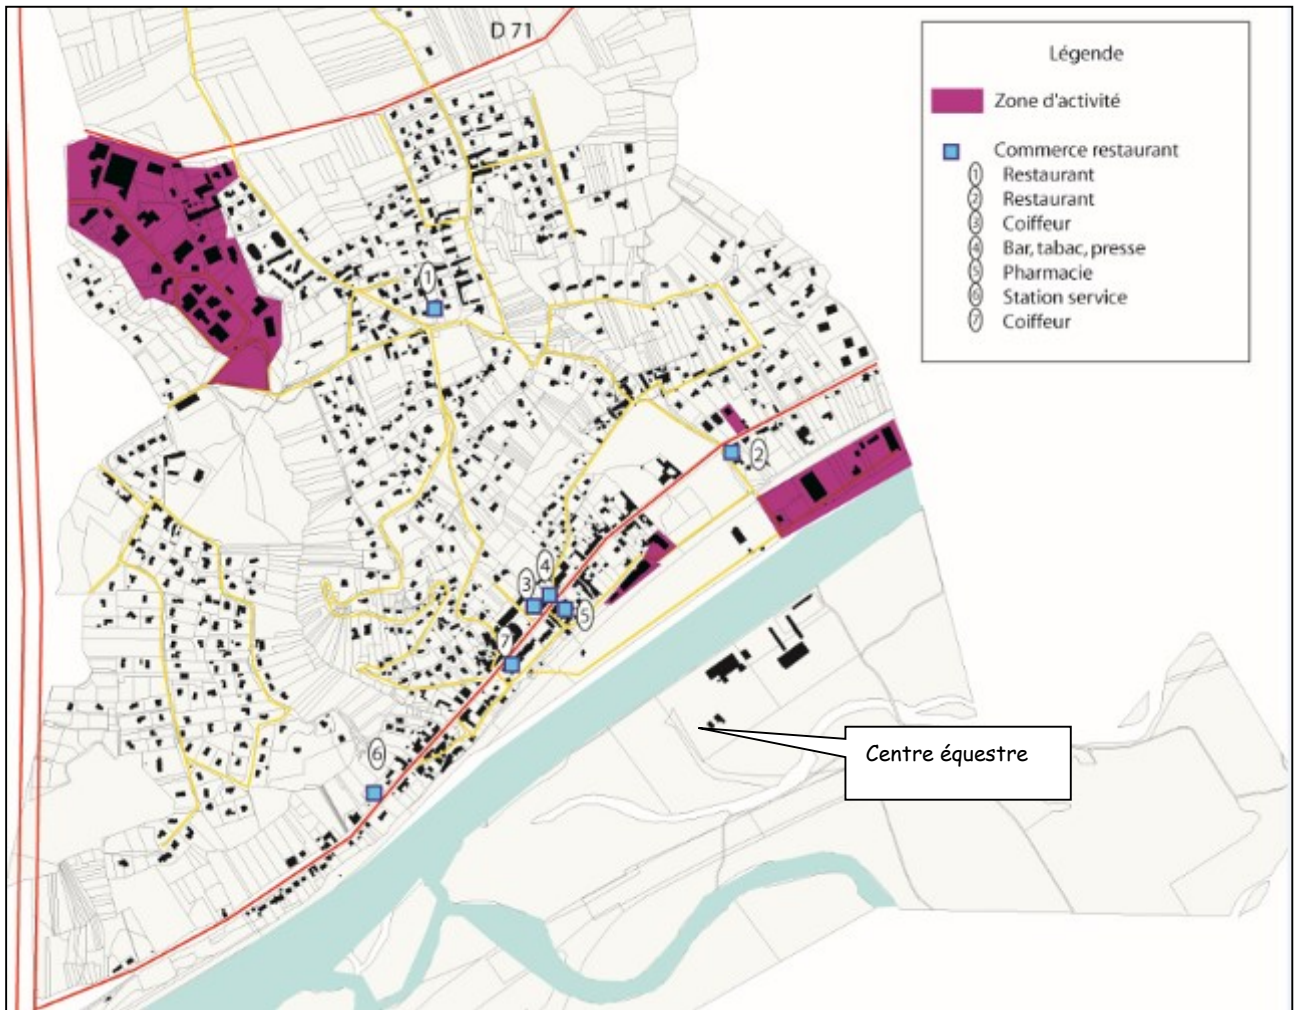 D 71
Légende
Zone d'activité
Commerce restaurant
1 Restaurant
2 Restaurant
3 Coiffeur
4 Bar, tabac, presse
5 Pharmacie
6 Station service
7 Coiffeur
1
2
4
3
5
7
6
Centre équestre